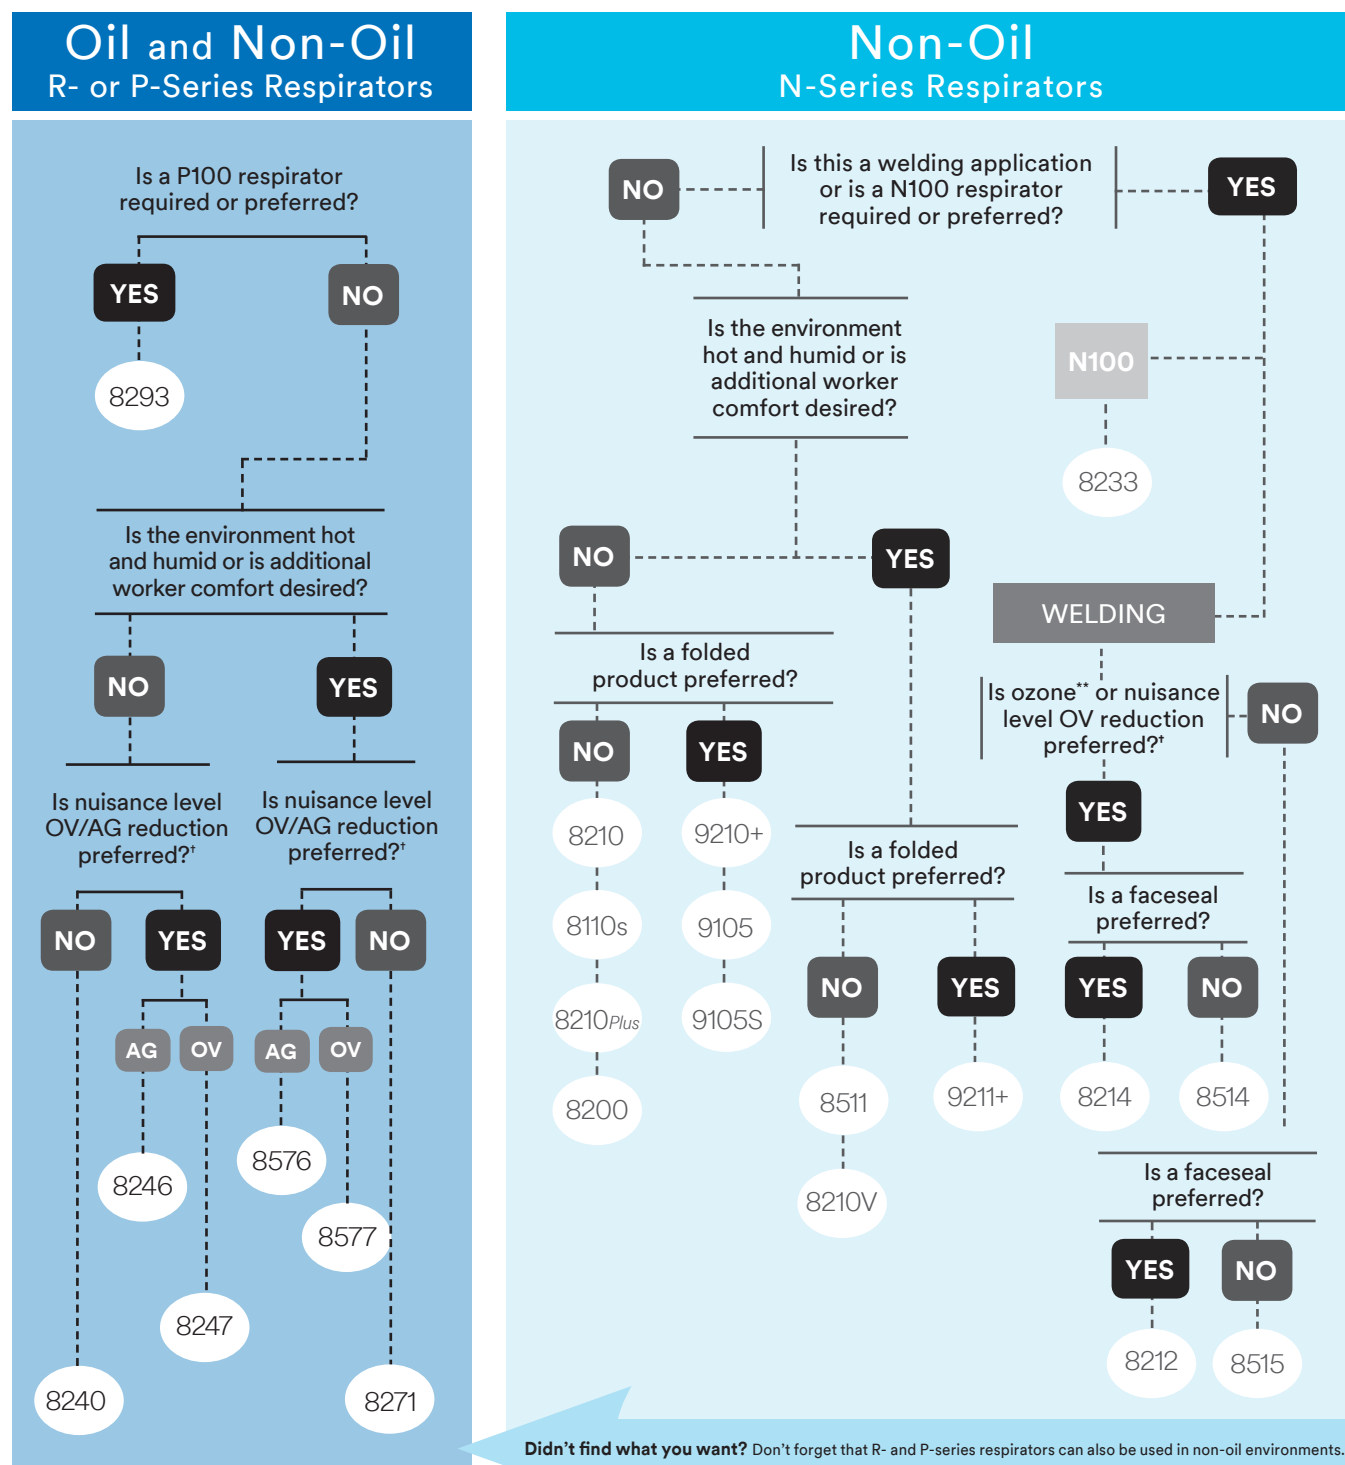 Oil and Non-Oil
R- or P-Series Respirators
Is a P100 respirator
required or preferred?
YES
NO
8293
Is the environment hot
and humid or is additional
worker comfort desired?
NO
YES
Is nuisance level
OV/AG reduction
preferred?†
Is nuisance level
OV/AG reduction
preferred?†
NO
YES
YES
NO
AG
OV
AG
OV
8576
8246
8577
8247
8240
8271
Non-Oil
N-Series Respirators
NO
Is this a welding application
or is a N100 respirator
required or preferred?
YES
Is the environment
hot and humid or is
additional worker
comfort desired?
N100
8233
NO
YES
WELDING
Is a folded
product preferred?
NO
YES
8210
9210+
8110s
9105
8210Plus
9105S
8200
Is a folded
product preferred?
NO
YES
8511
9211+
8210V
Is ozone** or nuisance
level OV reduction
preferred?†
NO
YES
Is a faceseal
preferred?
YES
NO
8214
8514
Is a faceseal
preferred?
YES
NO
8212
8515
Didn't find what you want? Don't forget that R- and P-series respirators can also be used in non-oil environments.